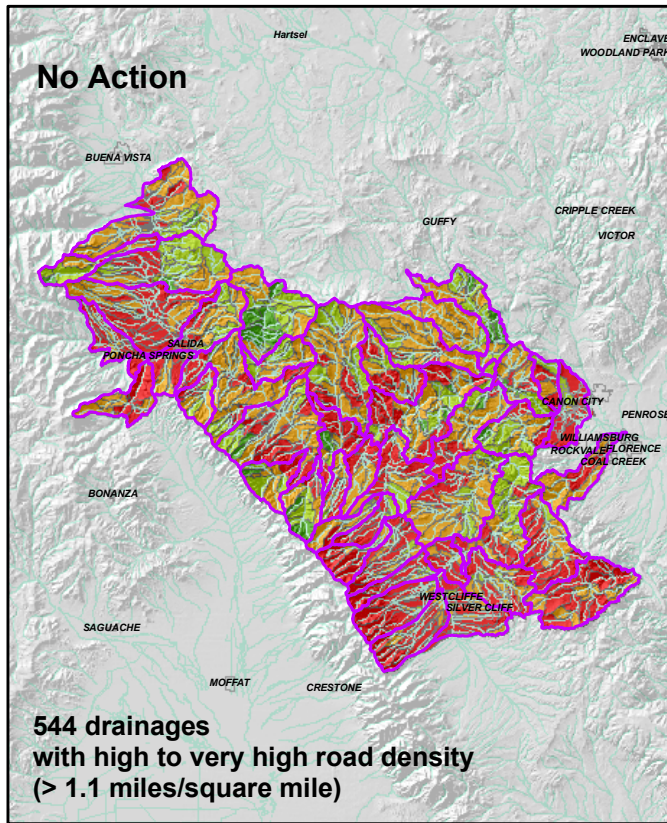 Hartsel
ENCLAVE
WOODLAND PARK
No Action
BUENA VISTA
GUFFY
CRIPPLE CREEK
VICTOR
SALIDA
PONCHA SPRINGS
CANON CITY
PENROSE
WILLIAMSBURG
ROCKVALE FLORENCE
COAL CREEK
BONANZA
WESTCLIFFE
SILVER CLIFF
SAGUACHE
MOFFAT
CRESTONE
544 drainages
with high to very high road density
(> 1.1 miles/square mile)